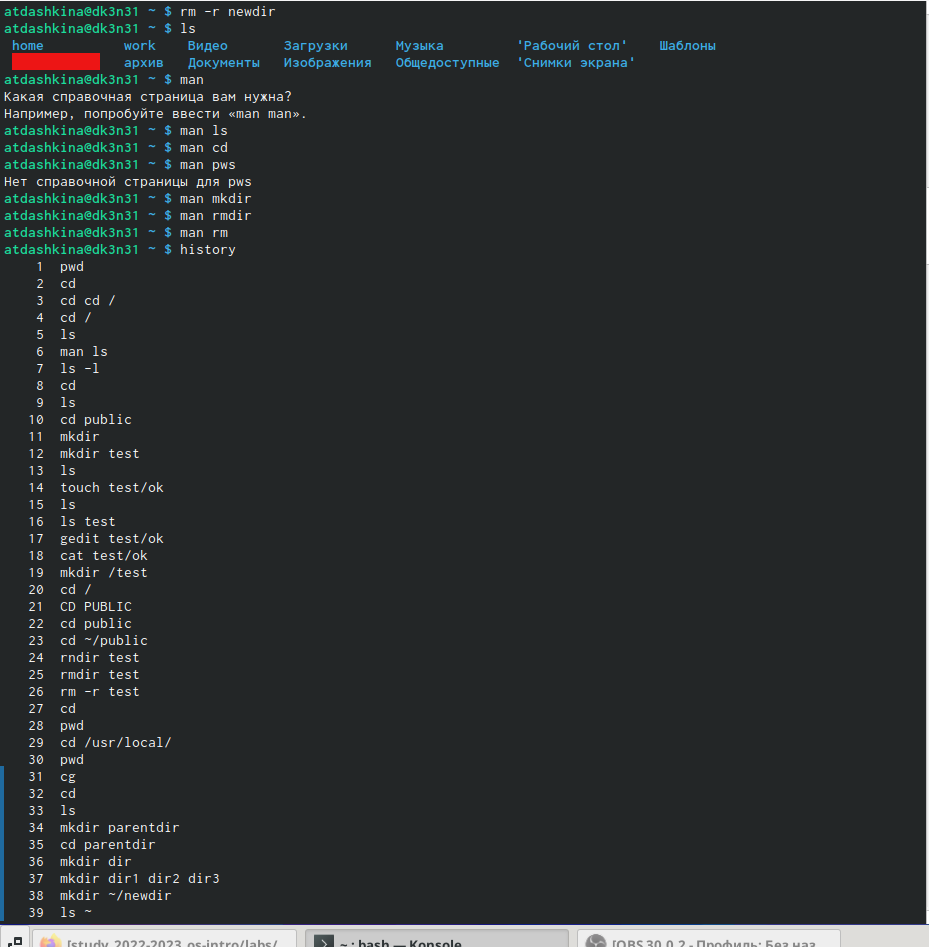 atdashkina@dk3n31 ~ $ rm -r newdir
atdashkina@dk3n31 ~ $ ls
home work Видео Загрузки Музыка 'Рабочий стол' Шаблоны
архив Документы Изображения Общедоступные 'Снимки экрана'
atdashkina@dk3n31 ~ $ man
Какая справочная страница вам нужна?
Например, попробуйте ввести «man man».
atdashkina@dk3n31 ~ $ man ls
atdashkina@dk3n31 ~ $ man cd
atdashkina@dk3n31 ~ $ man pws
Нет справочной страницы для pws
atdashkina@dk3n31 ~ $ man mkdir
atdashkina@dk3n31 ~ $ man rmdir
atdashkina@dk3n31 ~ $ man rm
atdashkina@dk3n31 ~ $ history
1 pwd
2 cd
3 cd cd /
4 cd /
5 ls
6 man ls
7 ls -l
8 cd
9 ls
10 cd public
11 mkdir
12 mkdir test
13 ls
14 touch test/ok
15 ls
16 ls test
17 gedit test/ok
18 cat test/ok
19 mkdir /test
20 cd /
21 CD PUBLIC
22 cd public
23 cd ~/public
24 rndir test
25 rmdir test
26 rm -r test
27 cd
28 pwd
29 cd /usr/local/
30 pwd
31 cg
32 cd
33 ls
34 mkdir parentdir
35 cd parentdir
36 mkdir dir
37 mkdir dir1 dir2 dir3
38 mkdir ~/newdir
39 ls ~
[study_2022-2023_os-intro/labs/ ~ : bash — Konsole [OBS 30.0.2 - Профиль: Без наз